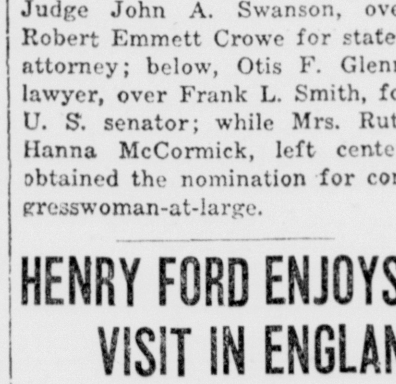 Judge John A. Swanson, ove
Robert Emmett Crowe for state
attorney; below, Otis F. Glenn
lawyer, over Frank L. Smith, fo
U. S. senator; while Mrs. Rut
Hanna McCormick, left cente
obtained the nomination for con
gresswoman-at-large.
HENRY FORD ENJOYS
VISIT IN ENGLAN